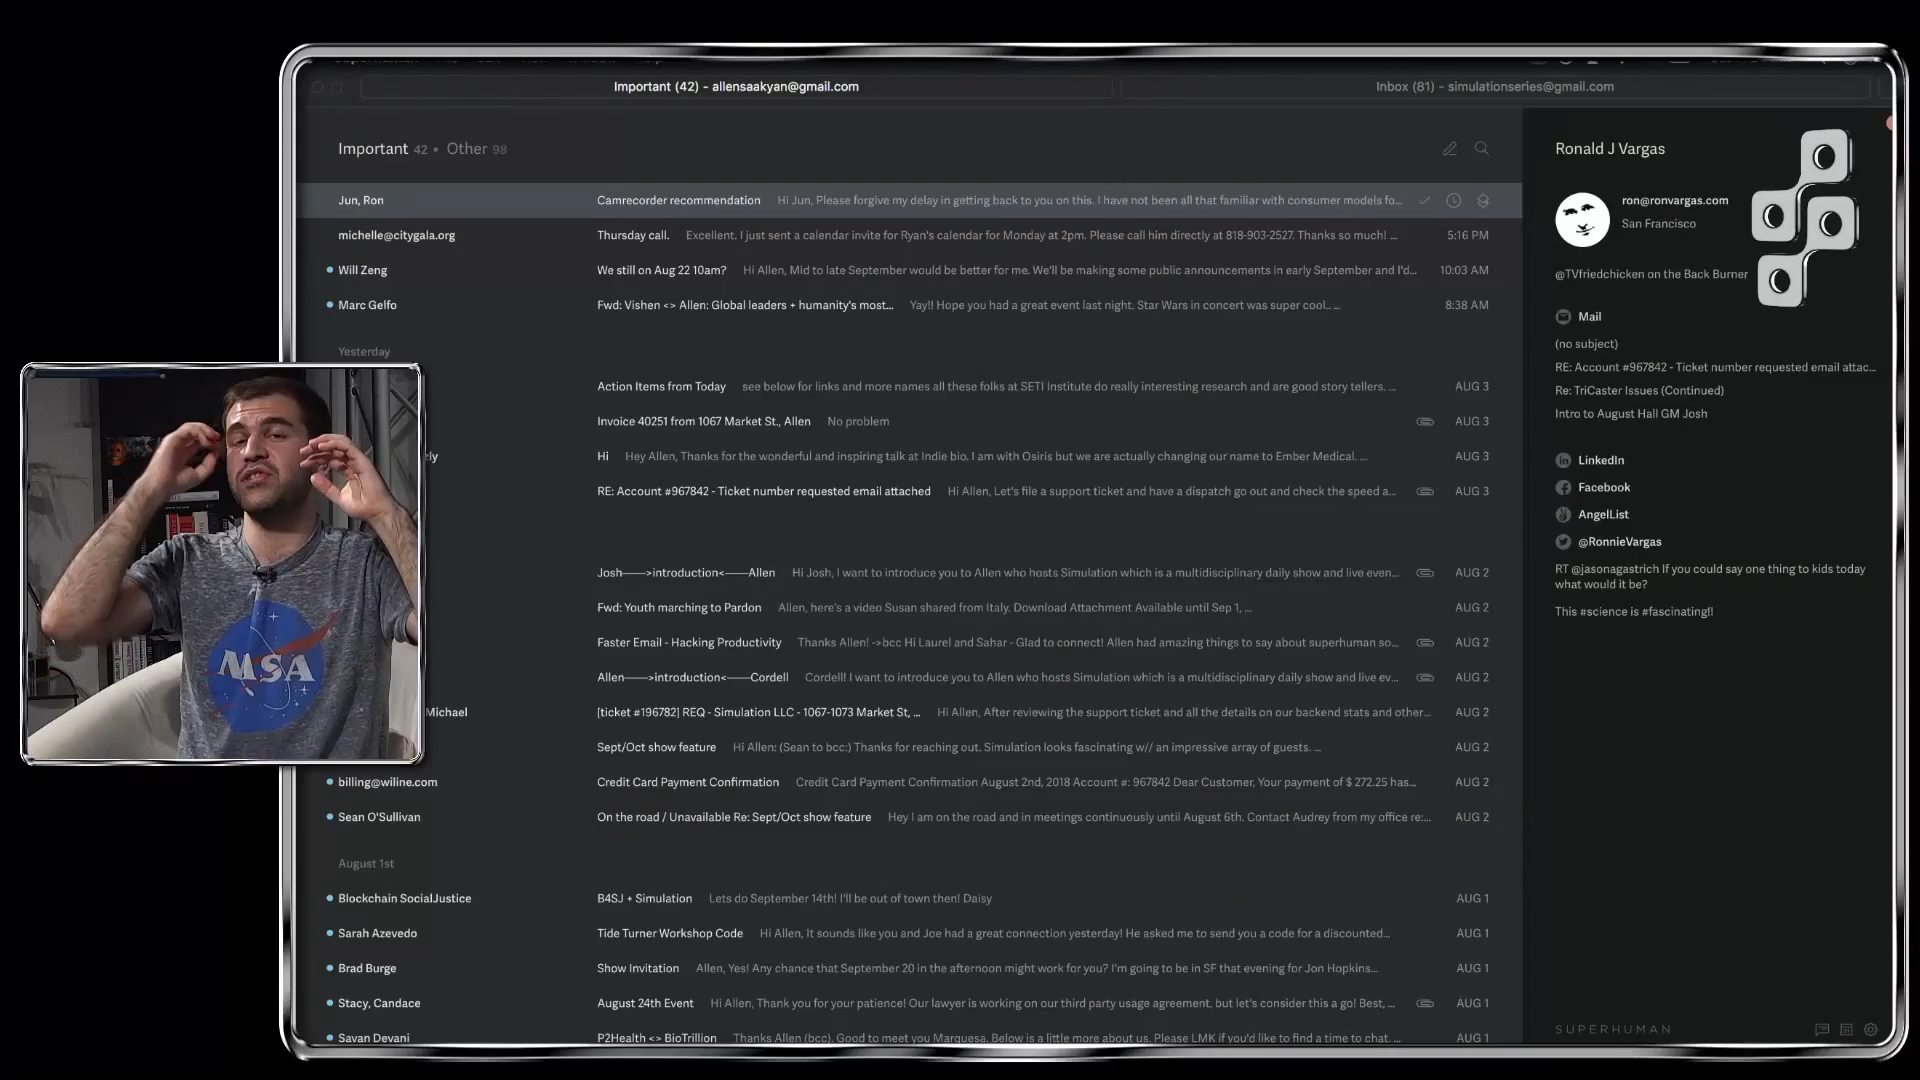 Important (42) - allensaakyan@gmail.com
Inbox (81) - simulationseries@gmail.com
Important 42 • Other 98
Jun, Ron Camrecorder recommendation Hi Jun, Please forgive my delay in getting back to you on this. I have not been all that familiar with consumer models fo...
michelle@citygala.org Thursday call. Excellent. I just sent a calendar invite for Ryan's calendar for Monday at 2pm. Please call him directly at 818-903-2527. Thanks so much! ... 5:16 PM
Will Zeng We still on Aug 22 10am? Hi Allen, Mid to late September would be better for me. We'll be making some public announcements in early September and I'd... 10:03 AM
Marc Gelfo Fwd: Vishen <> Allen: Global leaders + humanity's most... Yay!! Hope you had a great event last night. Star Wars in concert was super cool.. ... 8:38 AM
Yesterday
Action Items from Today see below for links and more names all these folks at SETI Institute do really interesting research and are good story tellers. ... AUG 3
Invoice 40251 from 1067 Market St., Allen No problem AUG 3
rly Hi Hey Allen, Thanks for the wonderful and inspiring talk at Indie bio. I am with Osiris but we are actually changing our name to Ember Medical. ... AUG 3
RE: Account #967842 - Ticket number requested email attached Hi Allen, Let's file a support ticket and have a dispatch go out and check the speed a... AUG 3
Josh——>introduction<——Allen Hi Josh, I want to introduce you to Allen who hosts Simulation which is a multidisciplinary daily show and live even... AUG 2
Fwd: Youth marching to Pardon Allen, here's a video Susan shared from Italy. Download Attachment Available until Sep 1, ... AUG 2
Faster Email - Hacking Productivity Thanks Allen! ->bcc Hi Laurel and Sahar - Glad to connect! Allen had amazing things to say about superhuman so... AUG 2
Allen——>introduction<——Cordell Cordell! I want to introduce you to Allen who hosts Simulation which is a multidisciplinary daily show and live ev... AUG 2
Michael [ticket #196782] REQ - Simulation LLC - 1067-1073 Market St, ... Hi Allen, After reviewing the support ticket and all the details on our backend stats and other... AUG 2
Sept/Oct show feature Hi Allen: (Sean to bcc:) Thanks for reaching out. Simulation looks fascinating w// an impressive array of guests. ... AUG 2
billing@wiline.com Credit Card Payment Confirmation Credit Card Payment Confirmation August 2nd, 2018 Account #: 967842 Dear Customer, Your payment of $ 272.25 has... AUG 2
Sean O'Sullivan On the road / Unavailable Re: Sept/Oct show feature Hey I am on the road and in meetings continuously until August 6th. Contact Audrey from my office re:... AUG 2
August 1st
Blockchain SocialJustice B4SJ + Simulation Lets do September 14th! I'll be out of town then! Daisy AUG 1
Sarah Azevedo Tide Turner Workshop Code Hi Allen, It sounds like you and Joe had a great connection yesterday! He asked me to send you a code for a discounted... AUG 1
Brad Burge Show Invitation Allen, Yes! Any chance that September 20 in the afternoon might work for you? I'm going to be in SF that evening for Jon Hopkins... AUG 1
Stacy, Candace August 24th Event Hi Allen, Thank you for your patience! Our lawyer is working on our third party usage agreement, but let's consider this a go! Best, ... AUG 1
Savan Devani P2Health <> BioTrillion Thanks Allen (bcc). Good to meet you Marquesa. Below is a little more about us. Please LMK if you'd like to find a time to chat. ... AUG 1
Ronald J Vargas
ron@ronvargas.com
San Francisco
@TVfriedchicken on the Back Burner
Mail
(no subject)
RE: Account #967842 - Ticket number requested email attac...
Re: TriCaster Issues (Continued)
Intro to August Hall GM Josh
LinkedIn
Facebook
AngelList
@RonnieVargas
RT @jasonagastrich If you could say one thing to kids today
what would it be?
This #science is #fascinating!!
SUPERHUMAN